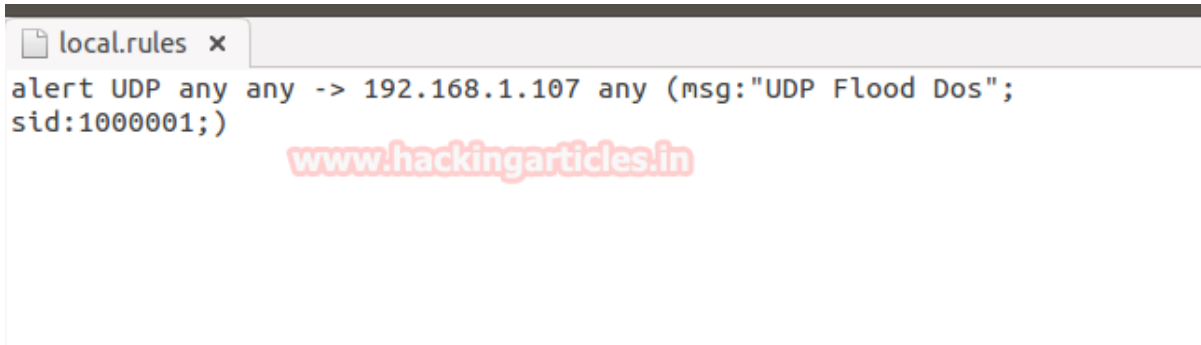 local.rules ×
alert UDP any any -> 192.168.1.107 any (msg:"UDP Flood Dos";
sid:1000001;)
www.hackingarticles.in